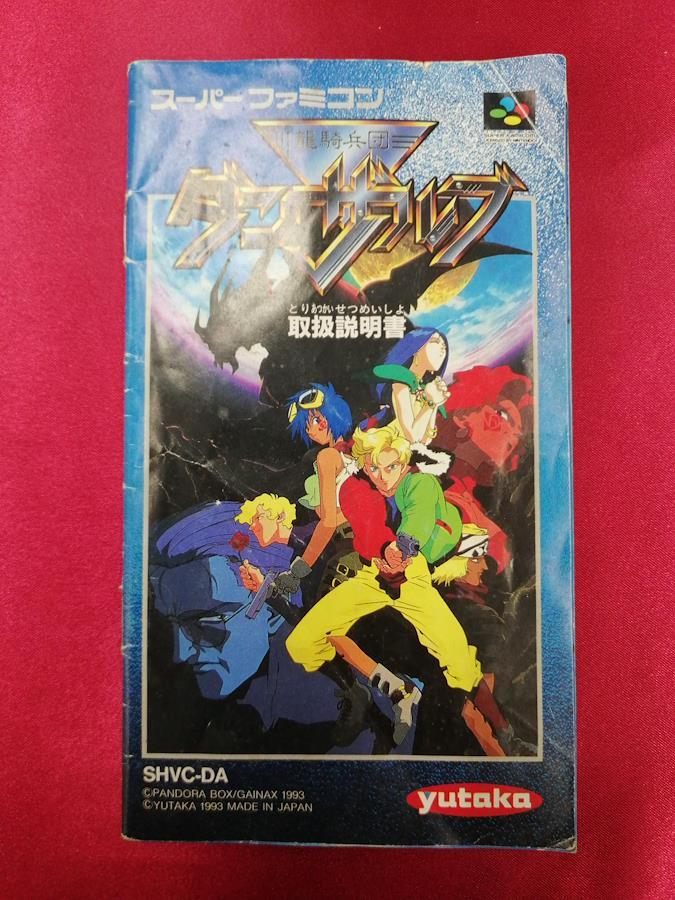 スーパーファミコン
SUPER FAMICOM
龍騎兵団
ダンザルブ
とりあつかいせつめいしょ
取扱説明書
SHVC-DA
©PANDORA BOX/GAINAX 1993
©YUTAKA 1993 MADE IN JAPAN
yutaka